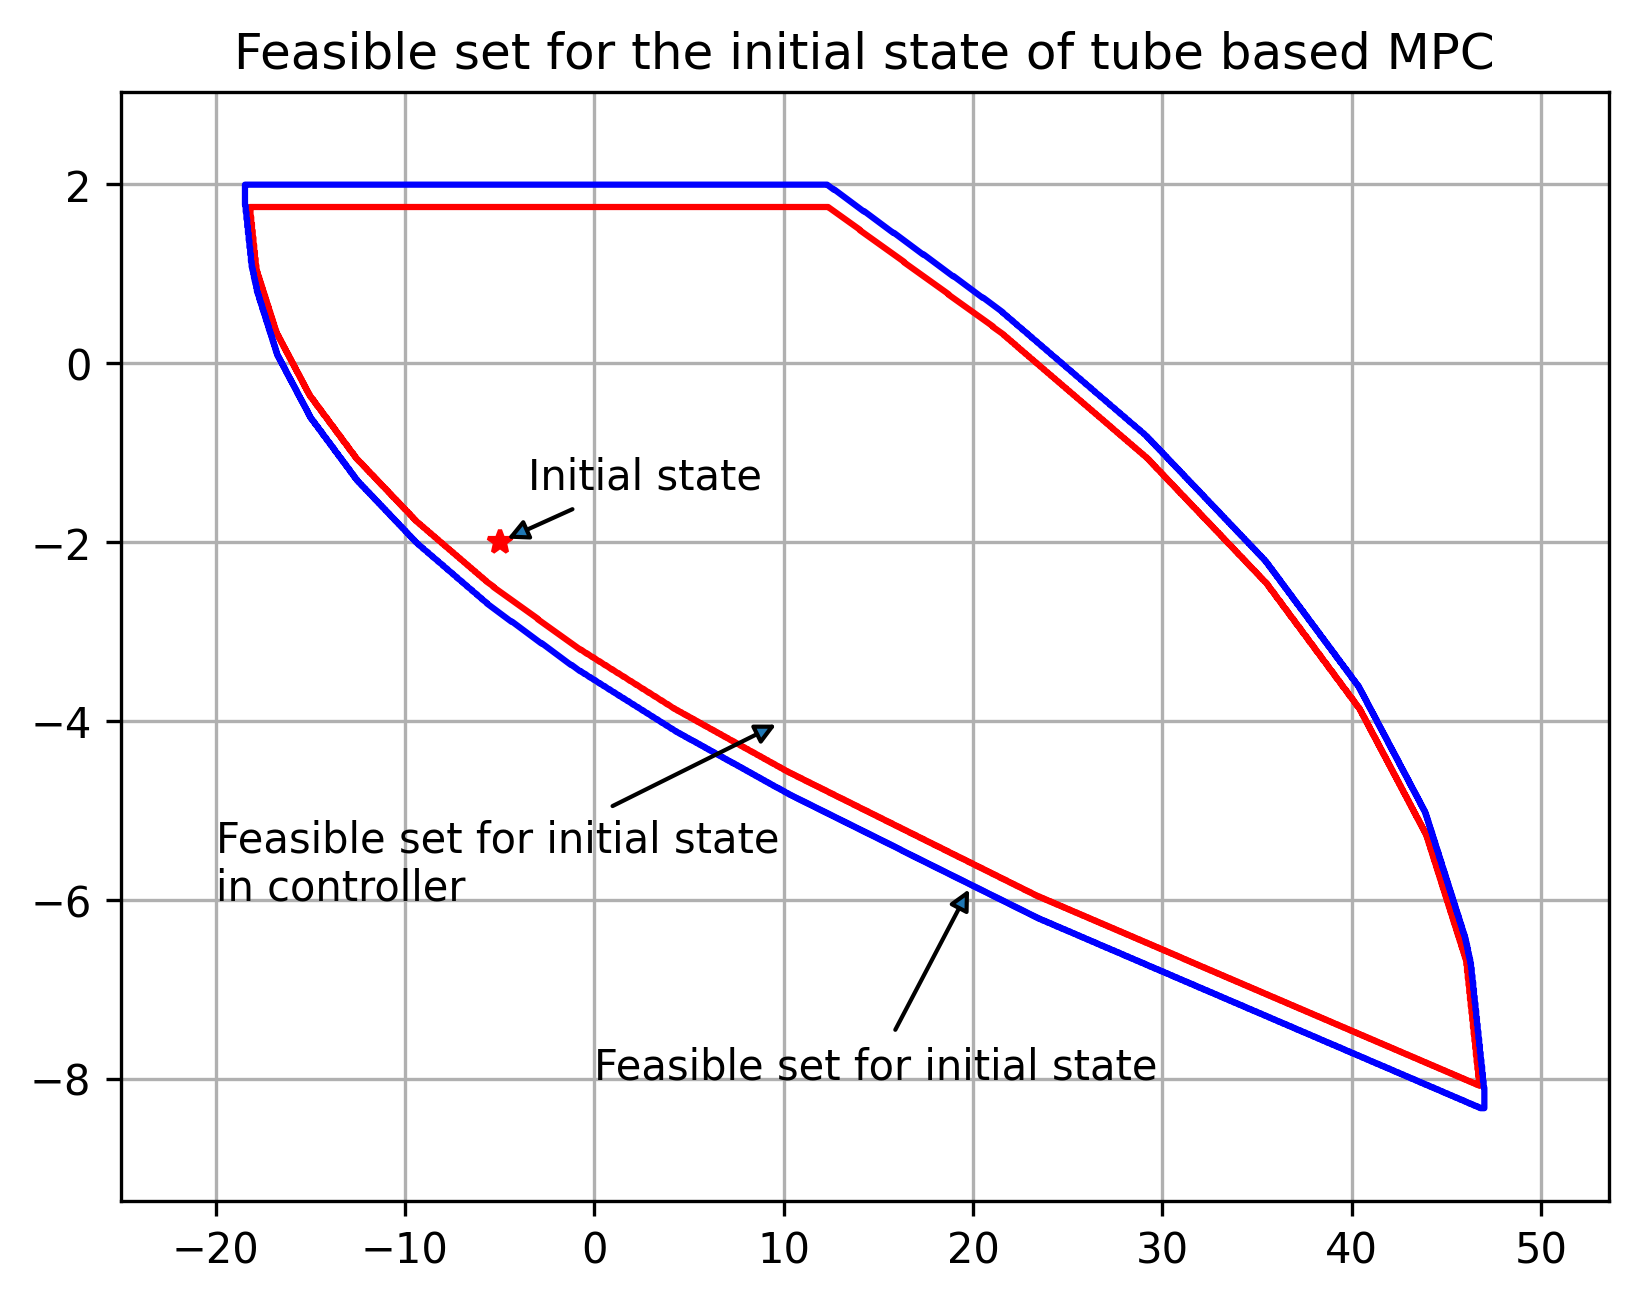 Feasible set for the initial state of tube based MPC
2
0
−2
−4
−6
−8
Initial state
Feasible set for initial state
in controller
Feasible set for initial state
−20
−10
0
10
20
30
40
50